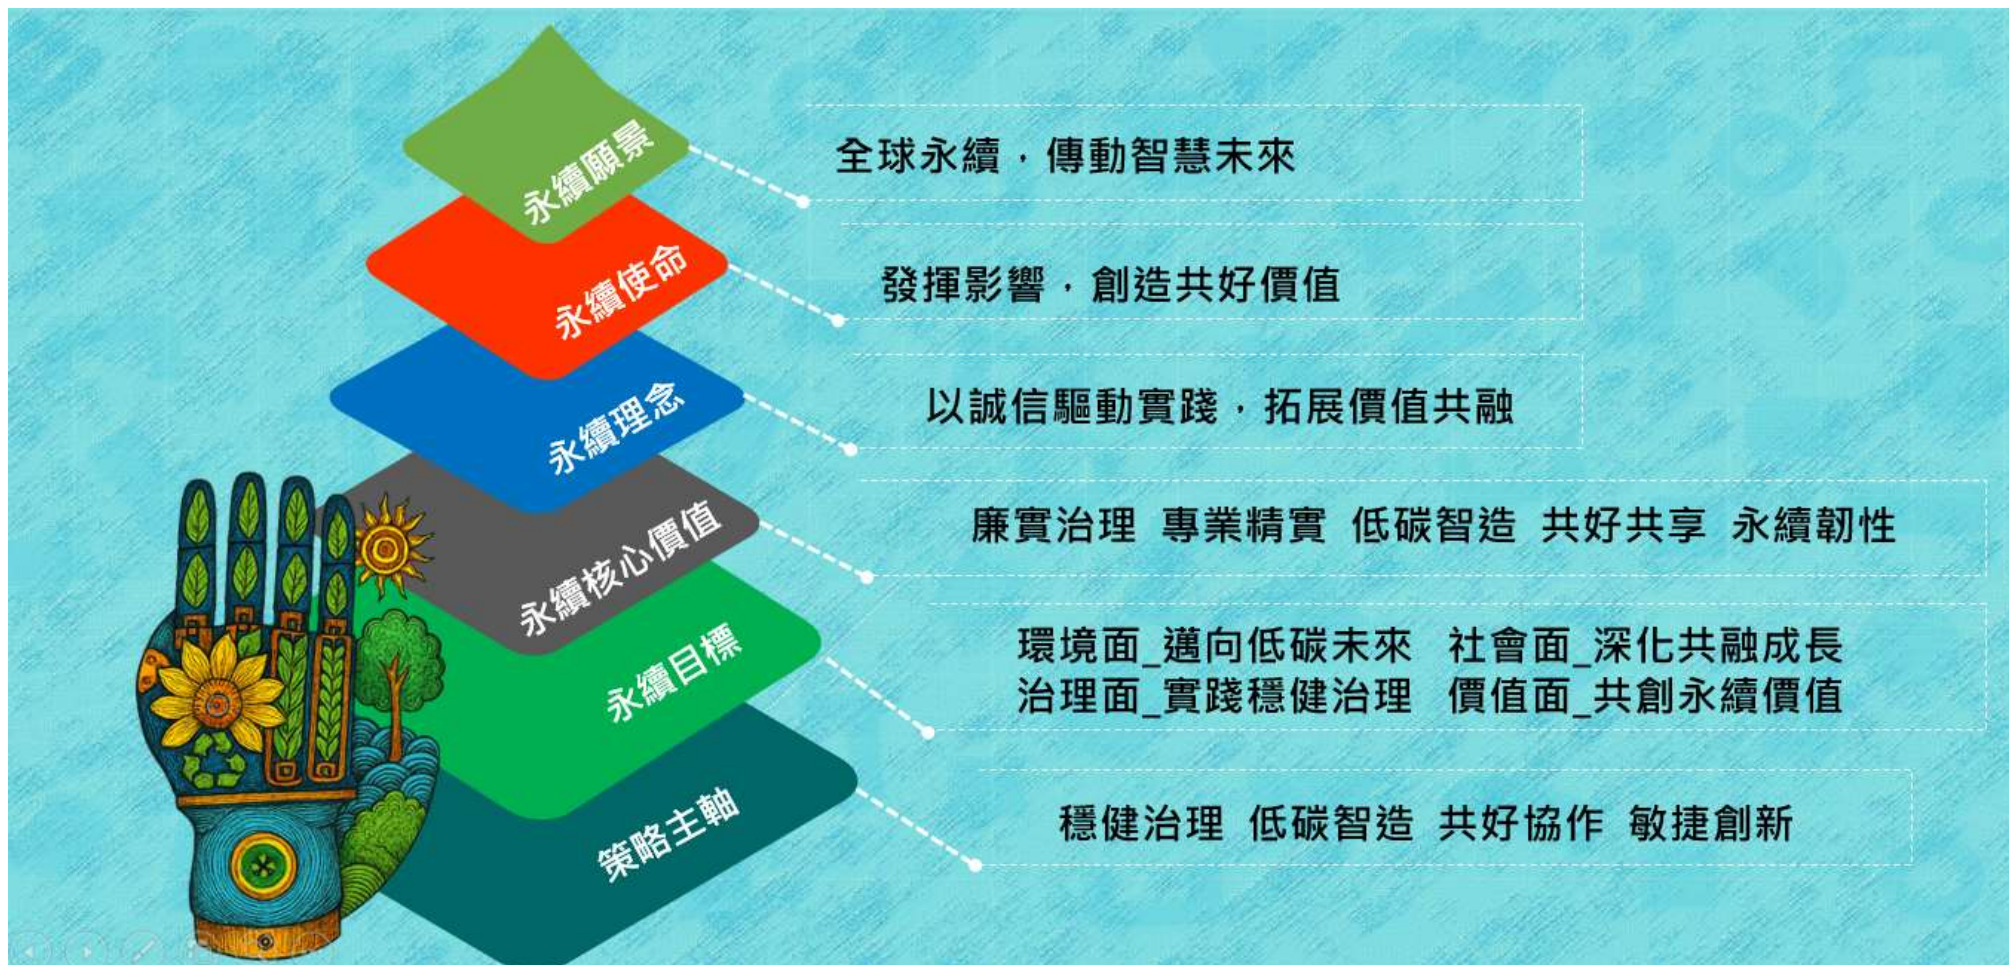 永續願景
全球永續，傳動智慧未來
永續使命
發揮影響，創造共好價值
永續理念
以誠信驅動實踐，拓展價值共融
永續核心價值
廉實治理 專業精實 低碳智造 共好共享 永續韌性
永續目標
環境面_邁向低碳未來 社會面_深化共融成長
治理面_實踐穩健治理 價值面_共創永續價值
策略主軸
穩健治理 低碳智造 共好協作 敏捷創新